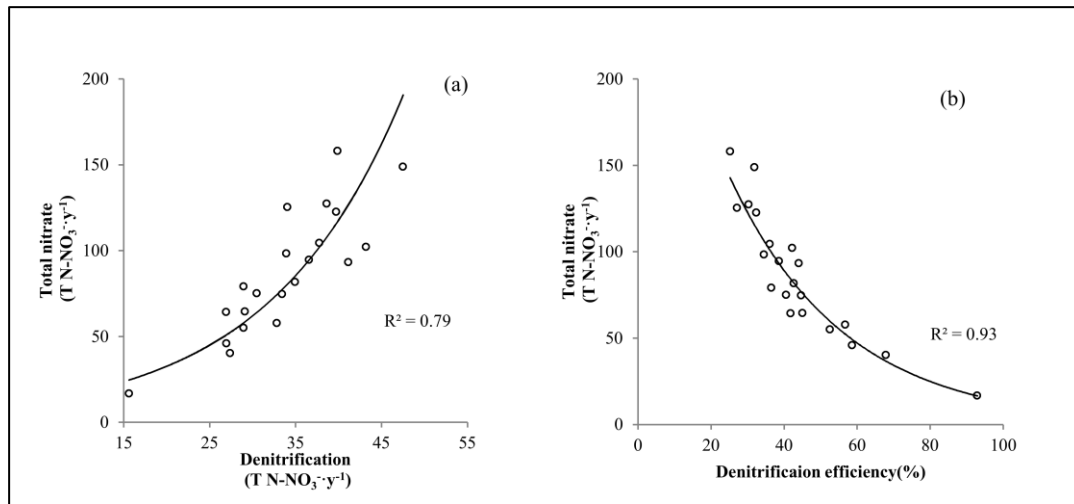 (a)
200
150
100
50
0
Total nitrate
(T N-NO₃⁻·y⁻¹)
R² = 0.79
15 25 35 45 55
Denitrification
(T N-NO₃⁻·y⁻¹)
(b)
200
150
100
50
0
Total nitrate
(T N-NO₃⁻·y⁻¹)
R² = 0.93
0 20 40 60 80 100
Denitrificaion efficiency(%)